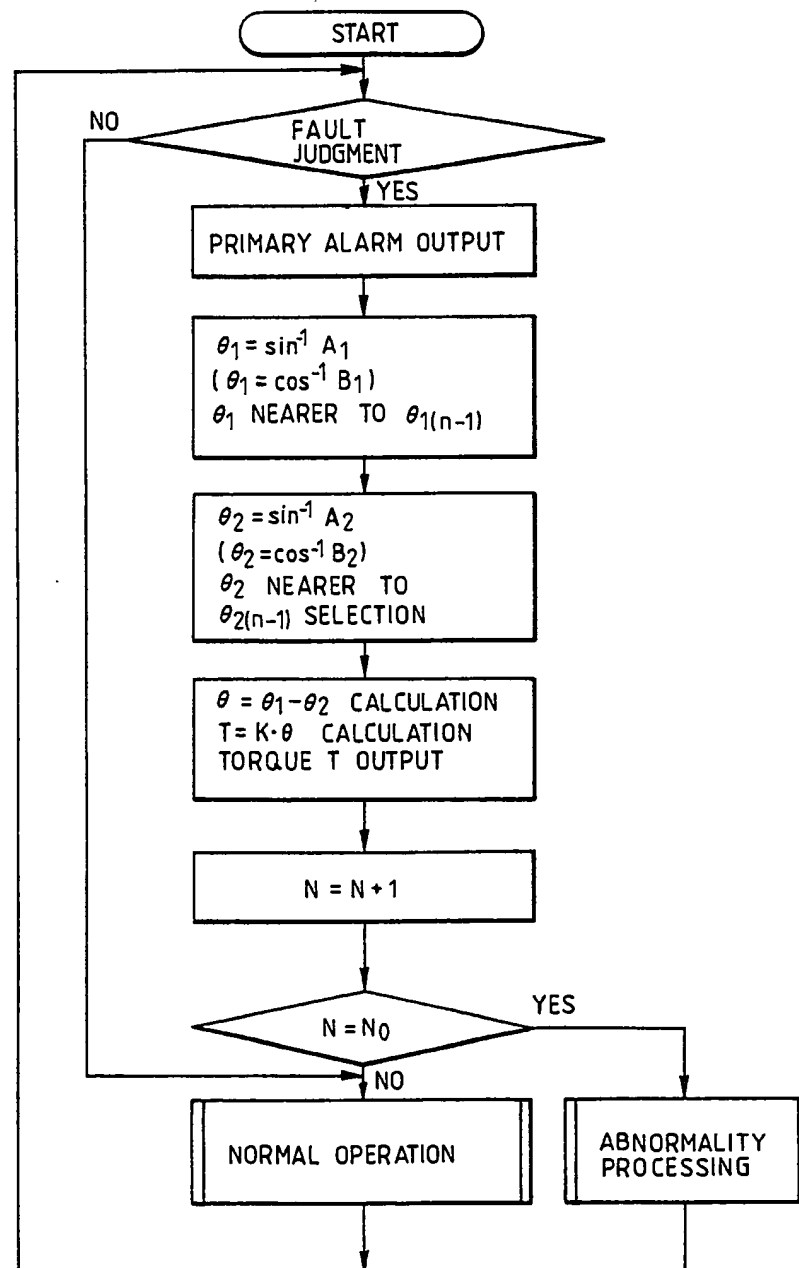 START
NO
FAULT
JUDGMENT
YES
PRIMARY ALARM OUTPUT
θ1 = sin⁻¹ A1
(θ1 = cos⁻¹ B1)
θ1 NEARER TO θ1(n-1)
θ2 = sin⁻¹ A2
(θ2 = cos⁻¹ B2)
θ2 NEARER TO
θ2(n-1) SELECTION
θ = θ1-θ2 CALCULATION
T = K·θ CALCULATION
TORQUE T OUTPUT
N = N + 1
N = N0
YES
NO
NORMAL OPERATION
ABNORMALITY
PROCESSING